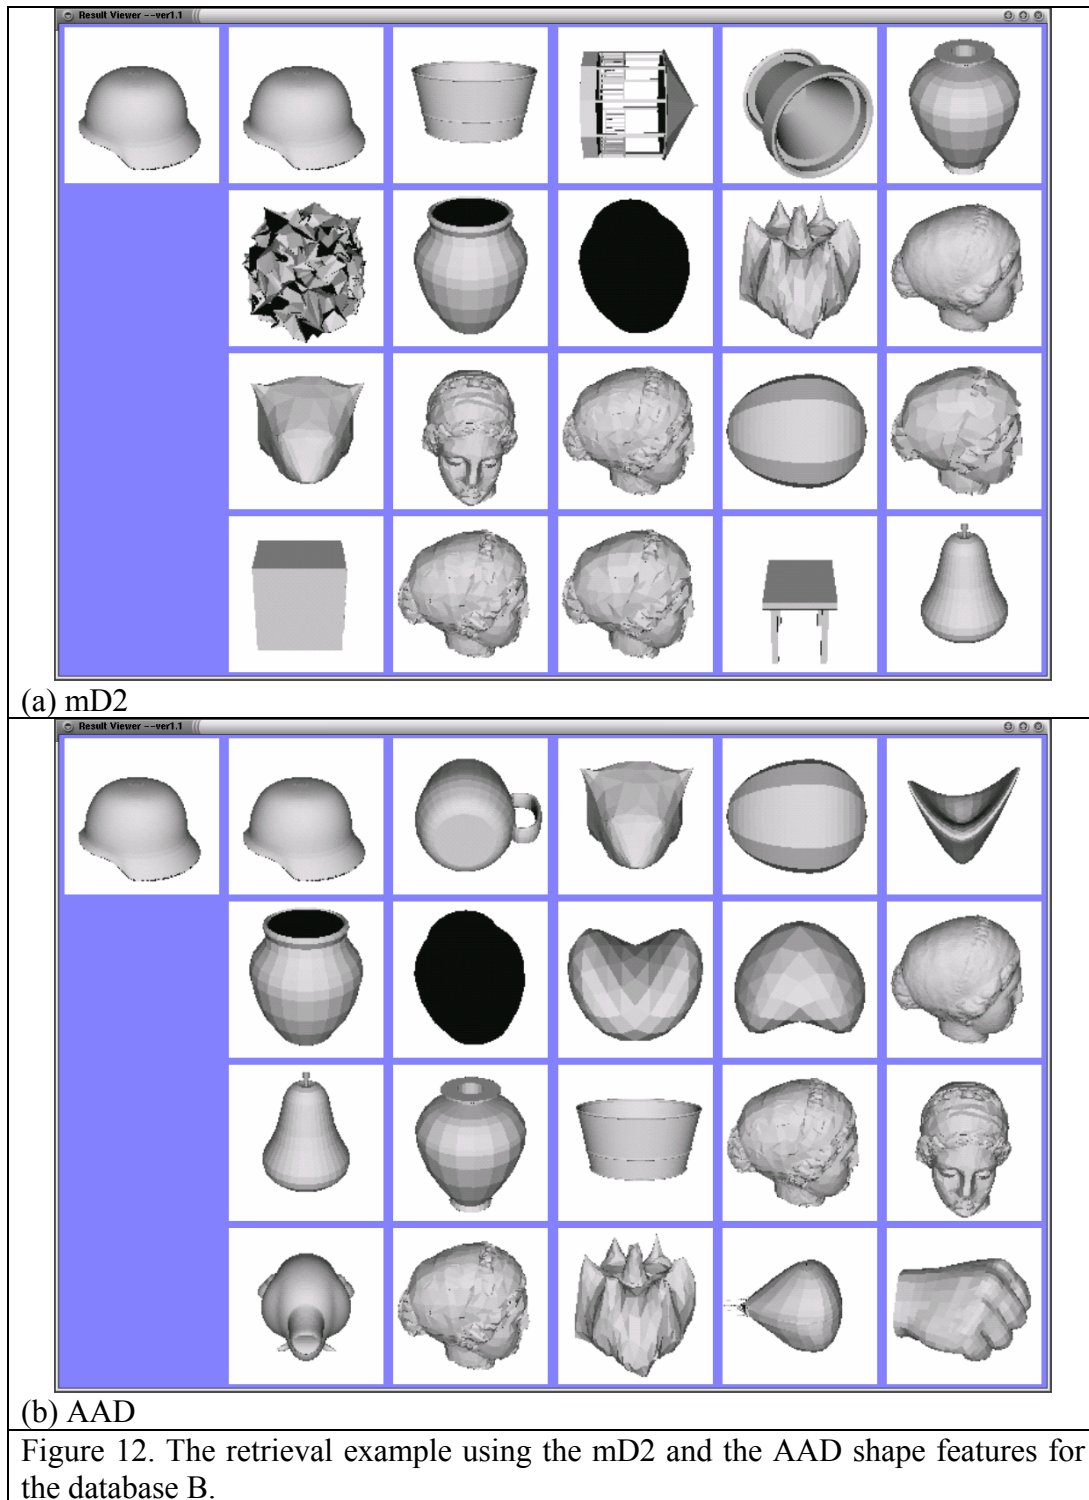 Result Viewer --ver1.1
(a) mD2
Result Viewer --ver1.1
(b) AAD
Figure 12. The retrieval example using the mD2 and the AAD shape features for
the database B.